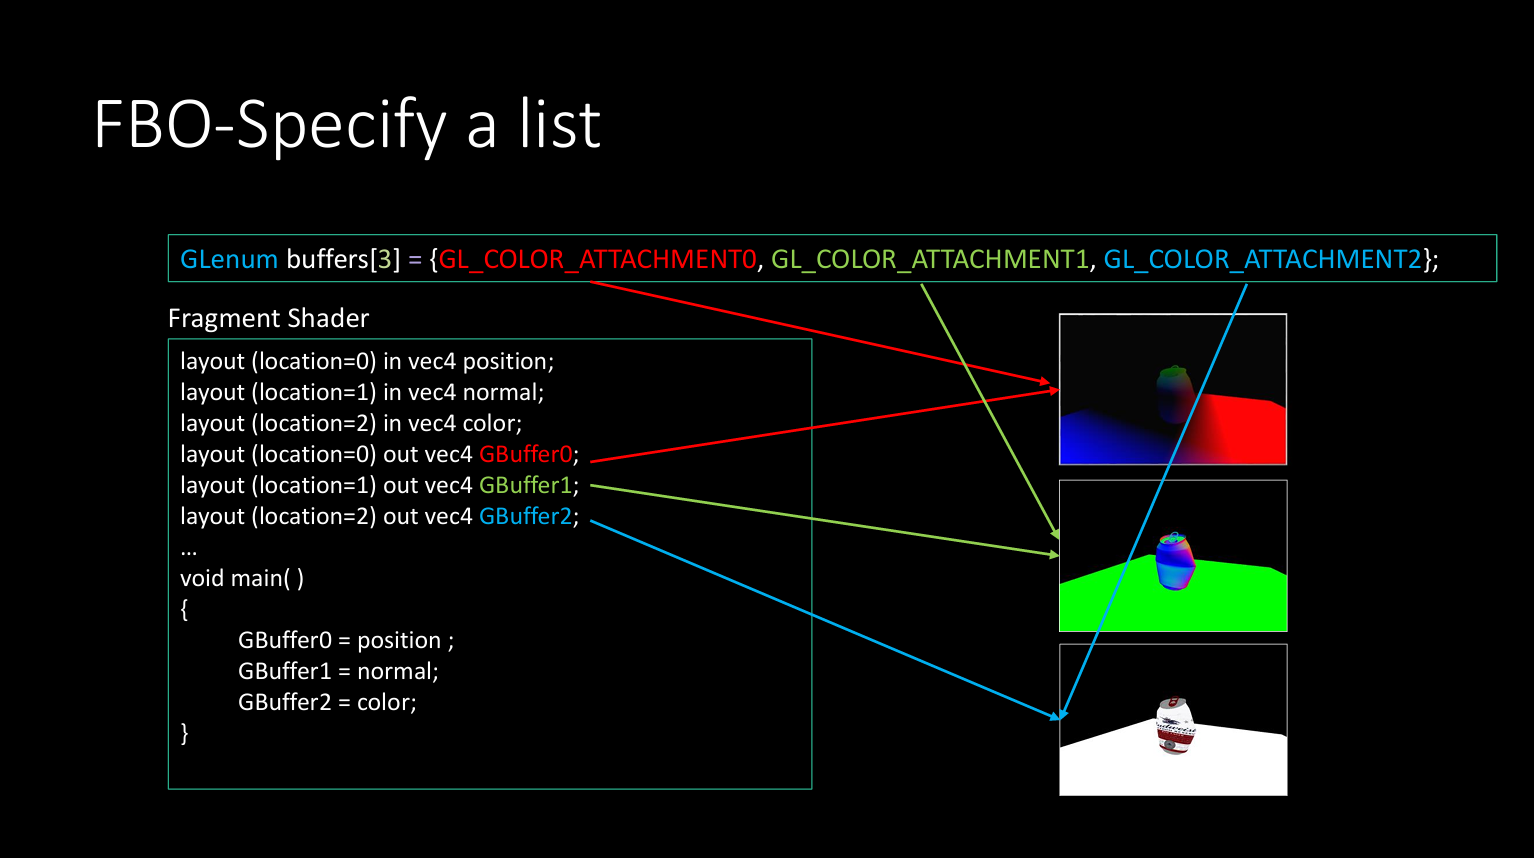 FBO-Specify a list
GLenum buffers[3] = {GL_COLOR_ATTACHMENT0, GL_COLOR_ATTACHMENT1, GL_COLOR_ATTACHMENT2};
Fragment Shader
layout (location=0) in vec4 position;
layout (location=1) in vec4 normal;
layout (location=2) in vec4 color;
layout (location=0) out vec4 GBuffer0;
layout (location=1) out vec4 GBuffer1;
layout (location=2) out vec4 GBuffer2;
...
void main( )
{
GBuffer0 = position ;
GBuffer1 = normal;
GBuffer2 = color;
}